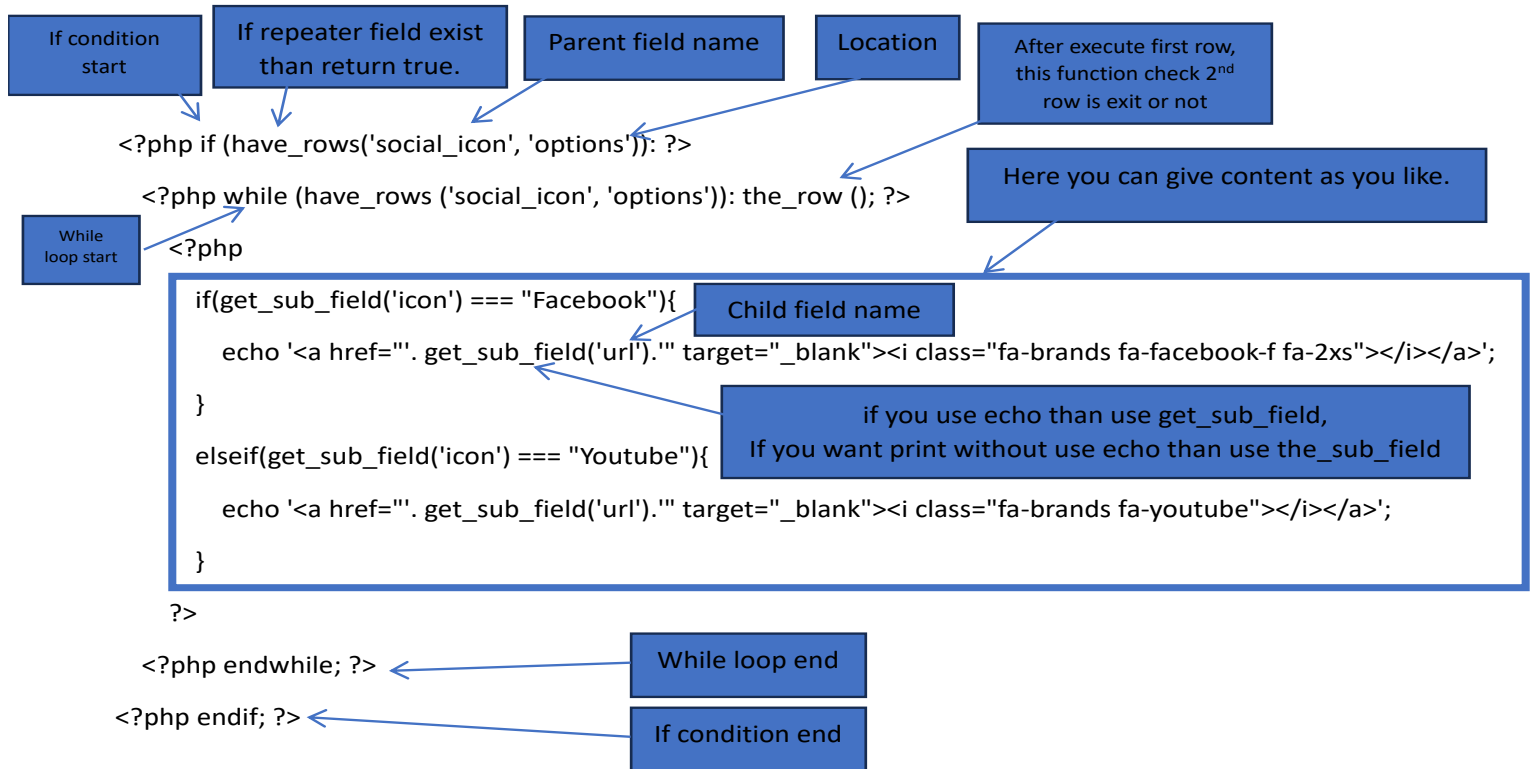 If condition
start
If repeater field exist
than return true.
Parent field name
Location
After execute first row,
this function check 2nd
row is exit or not
<?php if (have_rows('social_icon', 'options')): ?>
Here you can give content as you like.
<?php while (have_rows ('social_icon', 'options')): the_row (); ?>
While
loop start
<?php
if(get_sub_field('icon') === "Facebook"){
Child field name
echo '<a href="'. get_sub_field('url').'" target="_blank"><i class="fa-brands fa-facebook-f fa-2xs"></i></a>';
}
if you use echo than use get_sub_field,
If you want print without use echo than use the_sub_field
elseif(get_sub_field('icon') === "Youtube"){
echo '<a href="'. get_sub_field('url').'" target="_blank"><i class="fa-brands fa-youtube"></i></a>';
}
?>
<?php endwhile; ?>
While loop end
<?php endif; ?>
If condition end